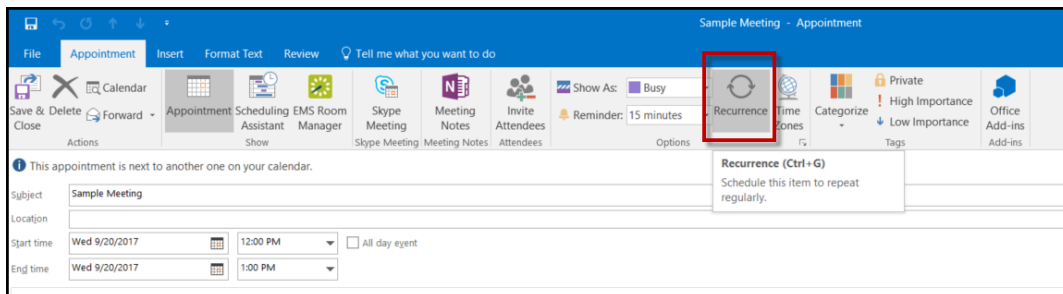 Sample Meeting - Appointment
File Appointment Insert Format Text Review Tell me what you want to do
Save & Close
Delete
Calendar
Forward
Actions
Appointment
Scheduling Assistant
EMS Room Manager
Show
Skype Meeting
Skype Meeting
Meeting Notes
Meeting Notes
Invite Attendees
Attendees
Show As: Busy
Reminder: 15 minutes
Recurrence
Time Zones
Options
Categorize
Private
High Importance
Low Importance
Tags
Office Add-ins
Add-ins
Recurrence (Ctrl+G)
Schedule this item to repeat
regularly.
This appointment is next to another one on your calendar.
Subject Sample Meeting
Location
Start time Wed 9/20/2017 12:00 PM All day event
End time Wed 9/20/2017 1:00 PM